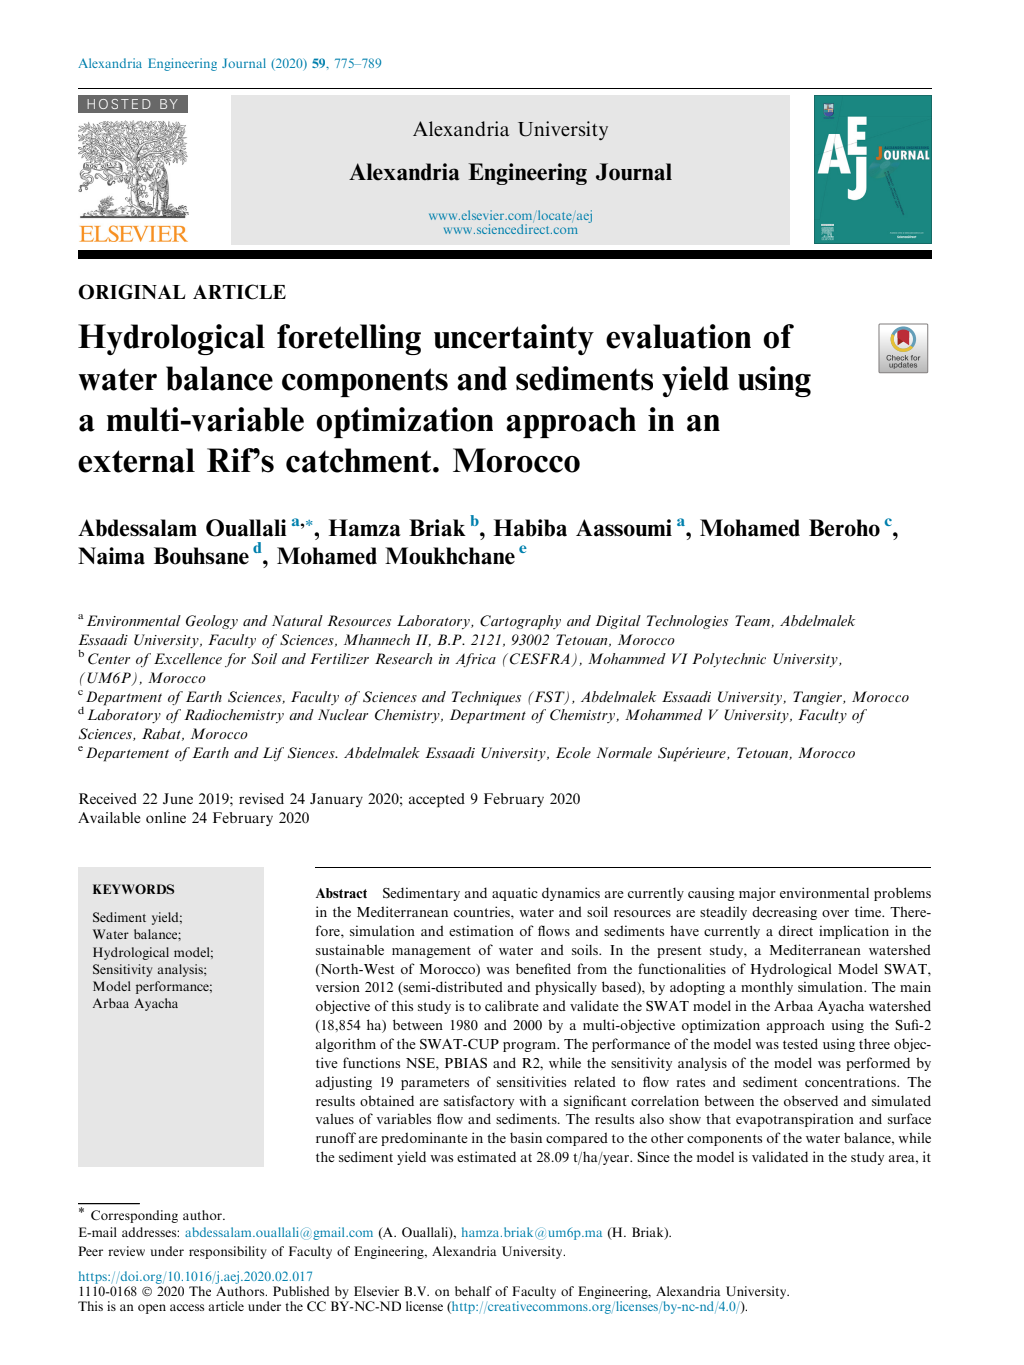 Alexandria Engineering Journal (2020) 59, 775–789
HOSTED BY
ELSEVIER
Alexandria University
Alexandria Engineering Journal
www.elsevier.com/locate/aej
www.sciencedirect.com
AEJ
JOURNAL
ORIGINAL ARTICLE
Hydrological foretelling uncertainty evaluation of
water balance components and sediments yield using
a multi-variable optimization approach in an
external Rif's catchment. Morocco
Check for
updates
Abdessalam Ouallali a,*, Hamza Briak b, Habiba Aassoumi a, Mohamed Beroho c,
Naima Bouhsane d, Mohamed Moukhchane e
a Environmental Geology and Natural Resources Laboratory, Cartography and Digital Technologies Team, Abdelmalek
Essaadi University, Faculty of Sciences, Mhannech II, B.P. 2121, 93002 Tetouan, Morocco
b Center of Excellence for Soil and Fertilizer Research in Africa (CESFRA), Mohammed VI Polytechnic University,
(UM6P), Morocco
c Department of Earth Sciences, Faculty of Sciences and Techniques (FST), Abdelmalek Essaadi University, Tangier, Morocco
d Laboratory of Radiochemistry and Nuclear Chemistry, Department of Chemistry, Mohammed V University, Faculty of
Sciences, Rabat, Morocco
e Departement of Earth and Lif Siences. Abdelmalek Essaadi University, Ecole Normale Supérieure, Tetouan, Morocco
Received 22 June 2019; revised 24 January 2020; accepted 9 February 2020
Available online 24 February 2020
KEYWORDS
Sediment yield;
Water balance;
Hydrological model;
Sensitivity analysis;
Model performance;
Arbaa Ayacha
Abstract Sedimentary and aquatic dynamics are currently causing major environmental problems
in the Mediterranean countries, water and soil resources are steadily decreasing over time. There-
fore, simulation and estimation of flows and sediments have currently a direct implication in the
sustainable management of water and soils. In the present study, a Mediterranean watershed
(North-West of Morocco) was benefited from the functionalities of Hydrological Model SWAT,
version 2012 (semi-distributed and physically based), by adopting a monthly simulation. The main
objective of this study is to calibrate and validate the SWAT model in the Arbaa Ayacha watershed
(18,854 ha) between 1980 and 2000 by a multi-objective optimization approach using the Sufi-2
algorithm of the SWAT-CUP program. The performance of the model was tested using three objec-
tive functions NSE, PBIAS and R2, while the sensitivity analysis of the model was performed by
adjusting 19 parameters of sensitivities related to flow rates and sediment concentrations. The
results obtained are satisfactory with a significant correlation between the observed and simulated
values of variables flow and sediments. The results also show that evapotranspiration and surface
runoff are predominante in the basin compared to the other components of the water balance, while
the sediment yield was estimated at 28.09 t/ha/year. Since the model is validated in the study area, it
* Corresponding author.
E-mail addresses: abdessalam.ouallali@gmail.com (A. Ouallali), hamza.briak@um6p.ma (H. Briak).
Peer review under responsibility of Faculty of Engineering, Alexandria University.
https://doi.org/10.1016/j.aej.2020.02.017
1110-0168 © 2020 The Authors. Published by Elsevier B.V. on behalf of Faculty of Engineering, Alexandria University.
This is an open access article under the CC BY-NC-ND license (http://creativecommons.org/licenses/by-nc-nd/4.0/).